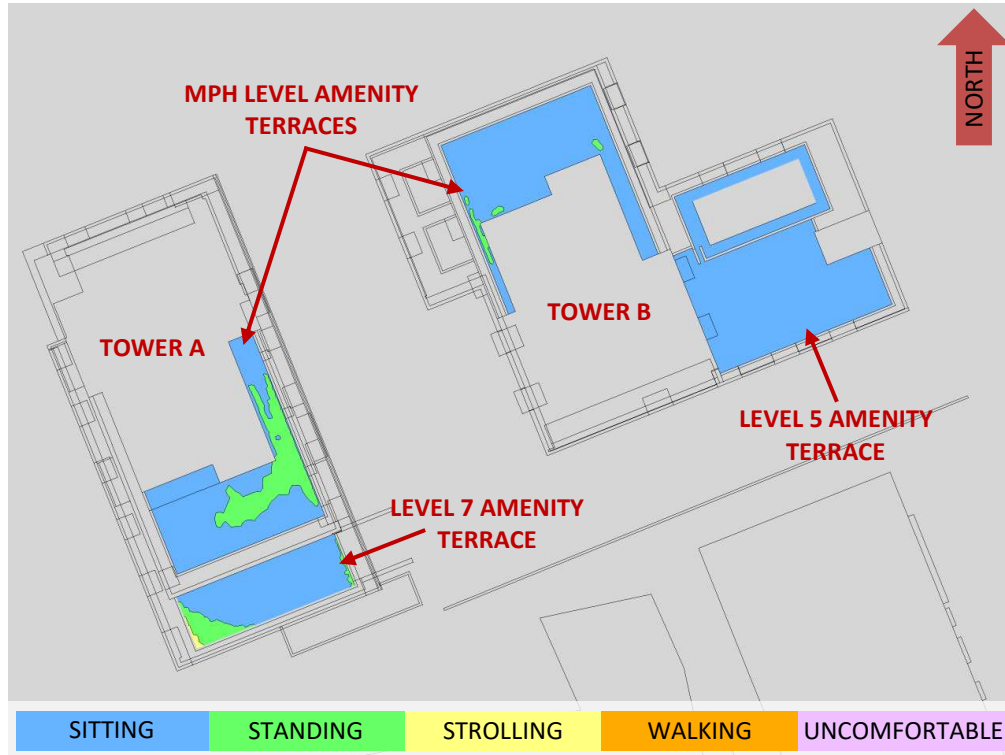 NORTH
MPH LEVEL AMENITY
TERRACES
TOWER A
TOWER B
LEVEL 5 AMENITY
TERRACE
LEVEL 7 AMENITY
TERRACE
SITTING
STANDING
STROLLING
WALKING
UNCOMFORTABLE